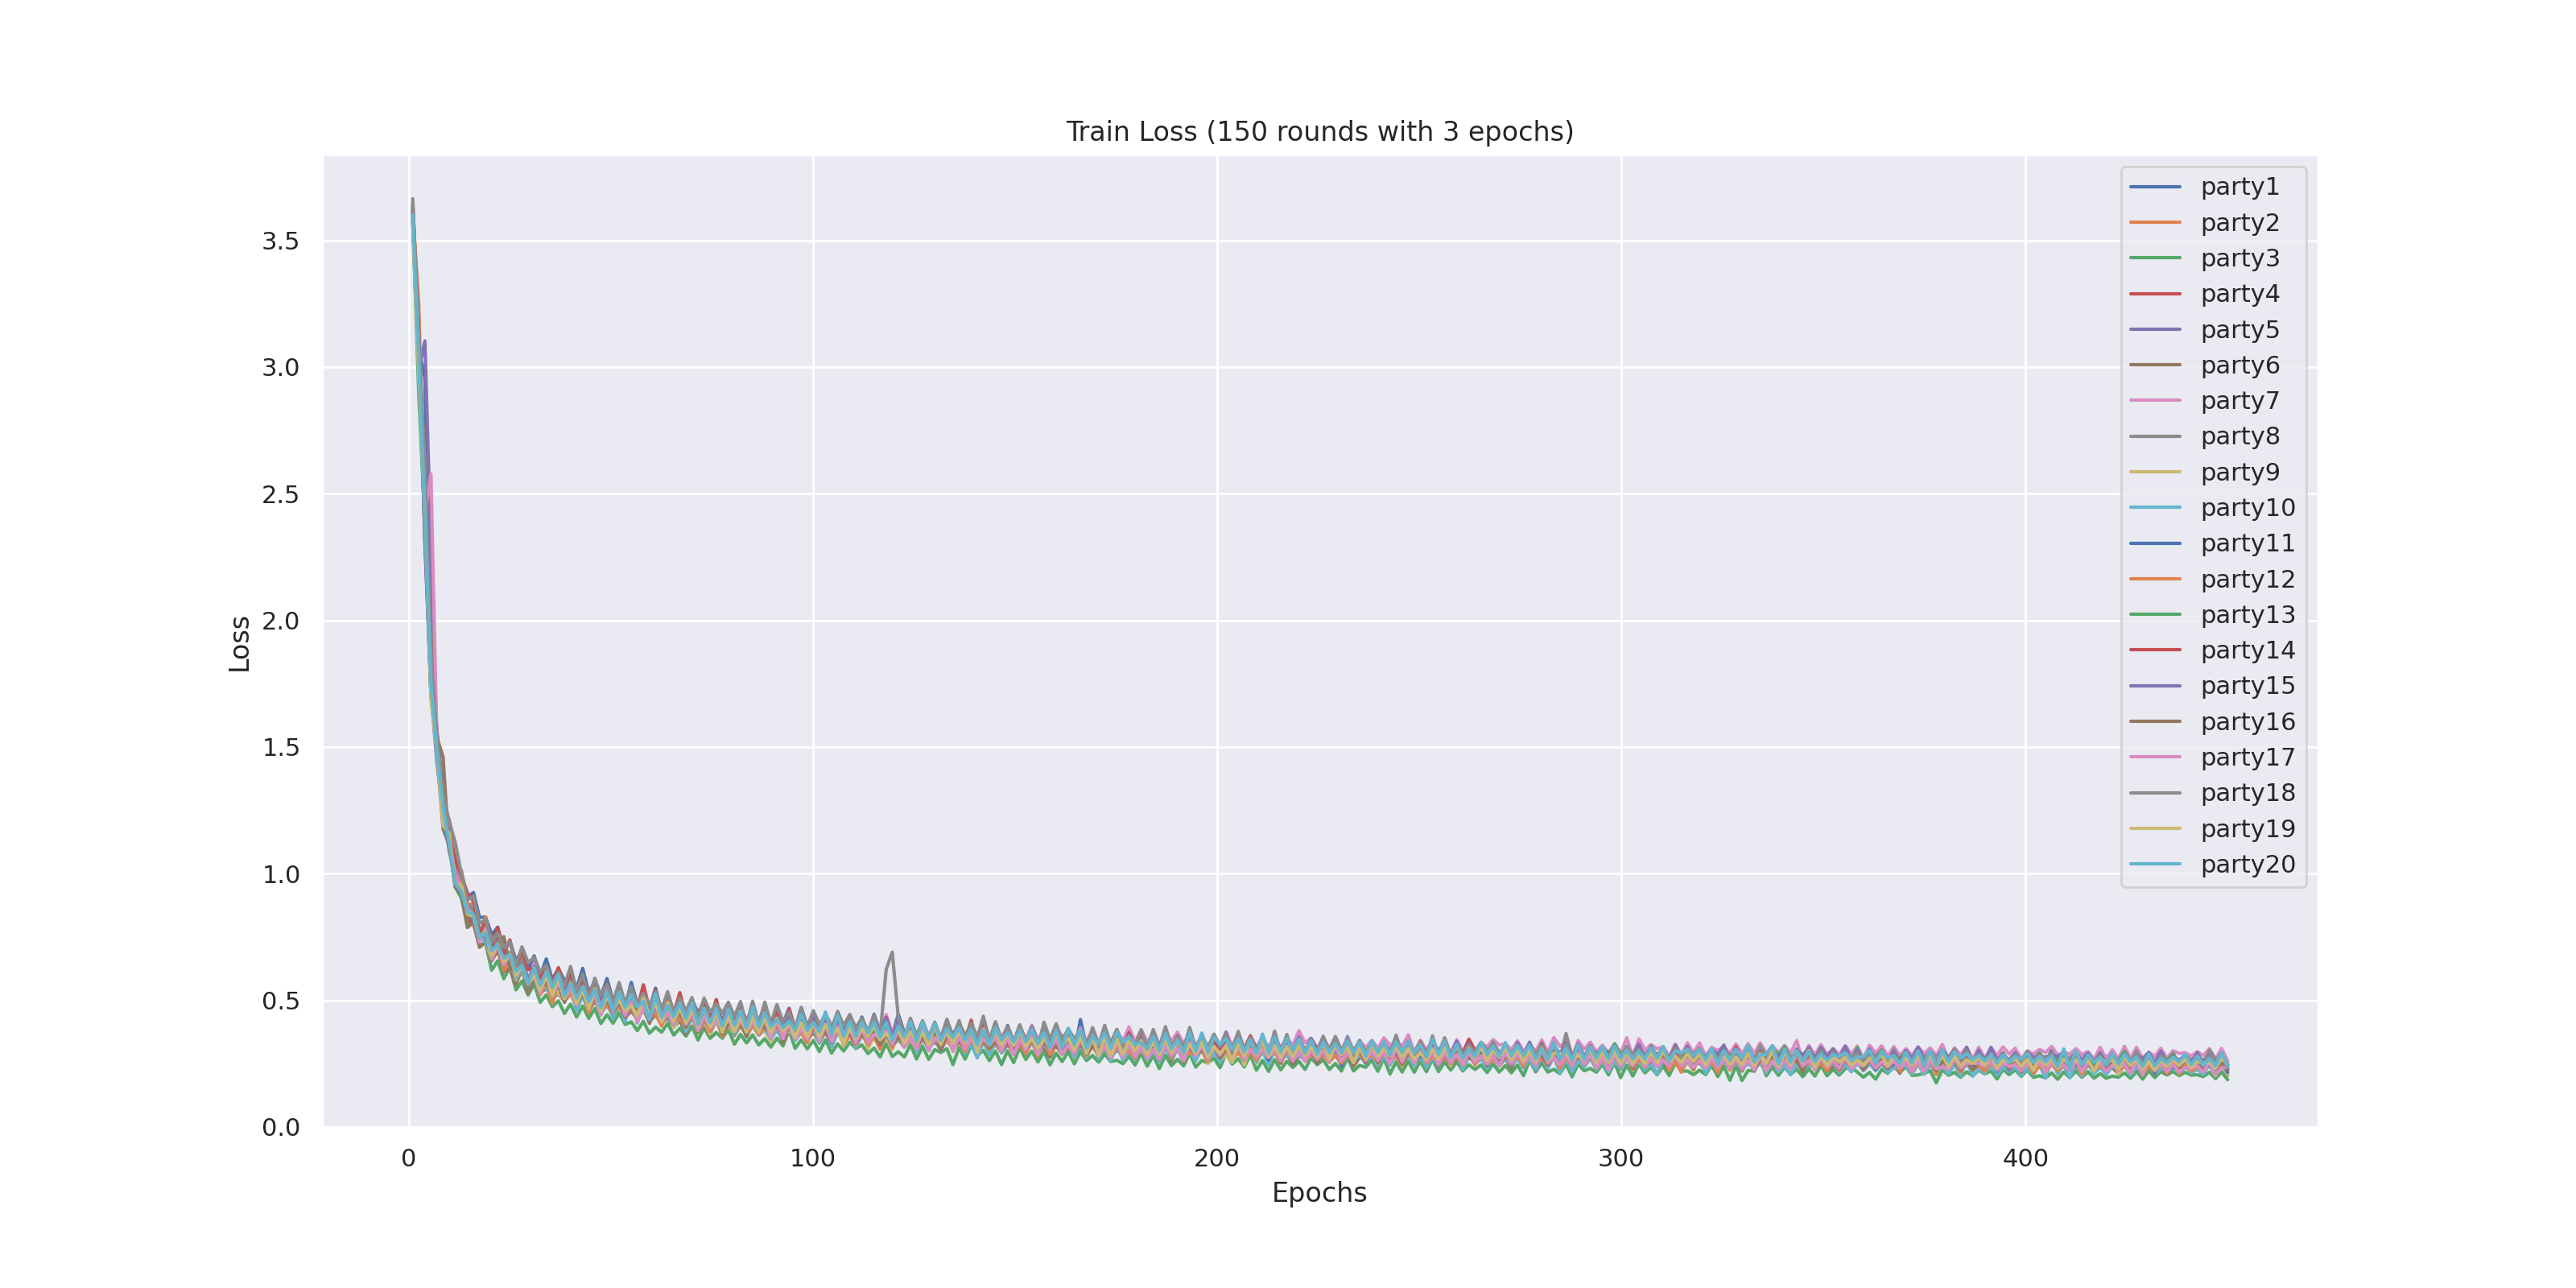 Train Loss (150 rounds with 3 epochs)
3.5
3.0
2.5
2.0
1.5
1.0
0.5
0.0
Loss
0
100
200
300
400
Epochs
party1
party2
party3
party4
party5
party6
party7
party8
party9
party10
party11
party12
party13
party14
party15
party16
party17
party18
party19
party20